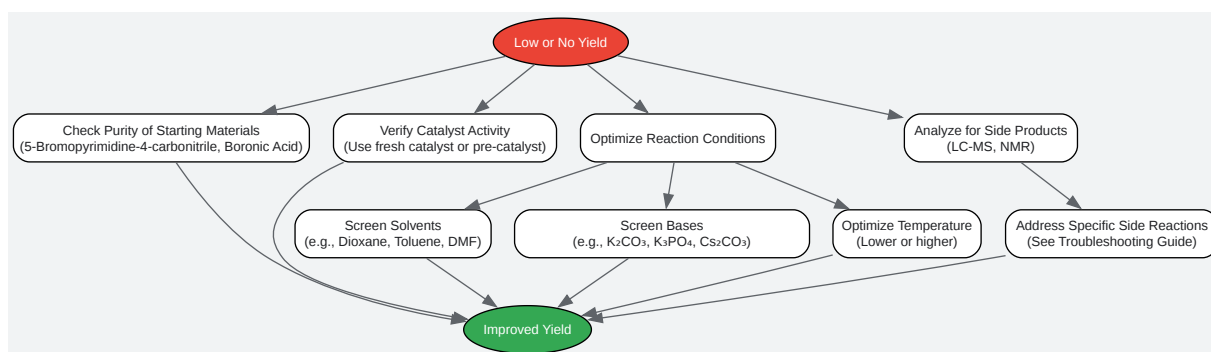 Low or No Yield
Check Purity of Starting Materials
(5-Bromopyrimidine-4-carbonitrile, Boronic Acid)
Verify Catalyst Activity
(Use fresh catalyst or pre-catalyst)
Optimize Reaction Conditions
Analyze for Side Products
(LC-MS, NMR)
Screen Solvents
(e.g., Dioxane, Toluene, DMF)
Screen Bases
(e.g., K₂CO₃, K₃PO₄, Cs₂CO₃)
Optimize Temperature
(Lower or higher)
Address Specific Side Reactions
(See Troubleshooting Guide)
Improved Yield